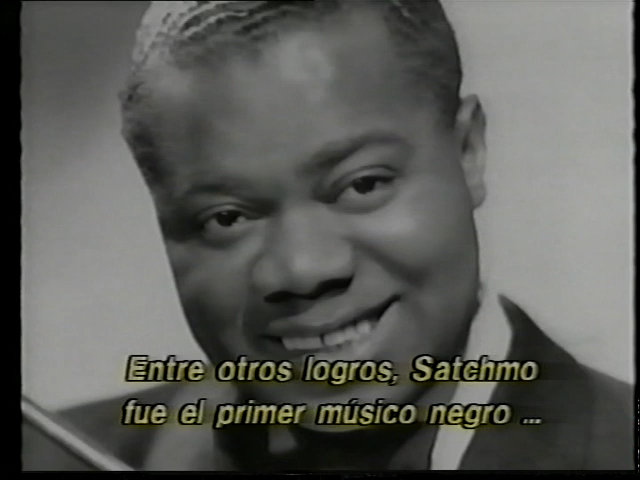 Entre otros logros, Satchmo
fue el primer músico negro ...